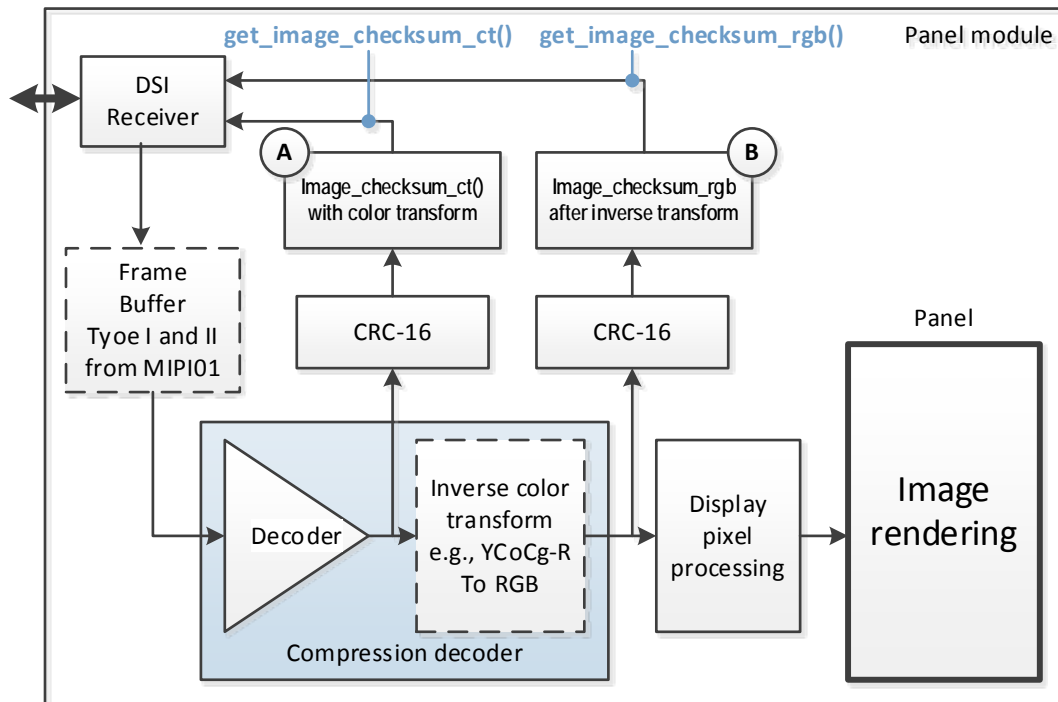 get_image_checksum_ct()
get_image_checksum_rgb()
Panel module
DSI
Receiver
A
B
Image_checksum_ct()
with color transform
Image_checksum_rgb
after inverse transform
Frame
Buffer
Tyoe I and II
from MIPI01
CRC-16
CRC-16
Panel
Decoder
Inverse color
transform
e.g., YCoCg-R
To RGB
Display
pixel
processing
Image
rendering
Compression decoder